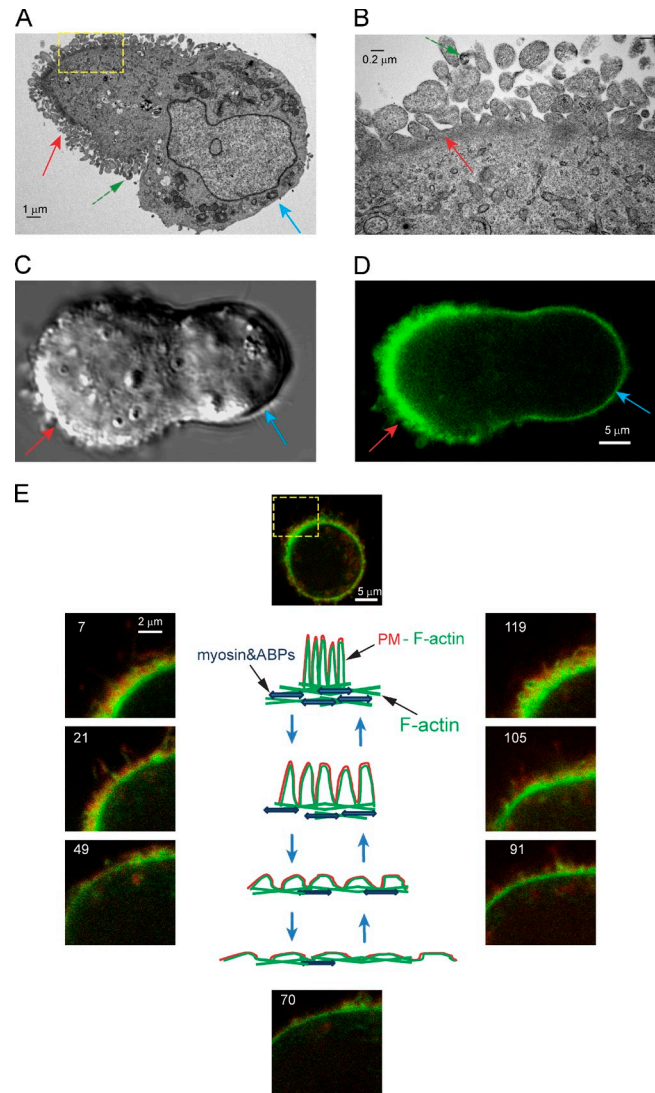 A
1 μm
B
0.2 μm
C
D
5 μm
E
5 μm
7
2 μm
119
PM - F-actin
myosin&ABPs
F-actin
21
105
49
91
70